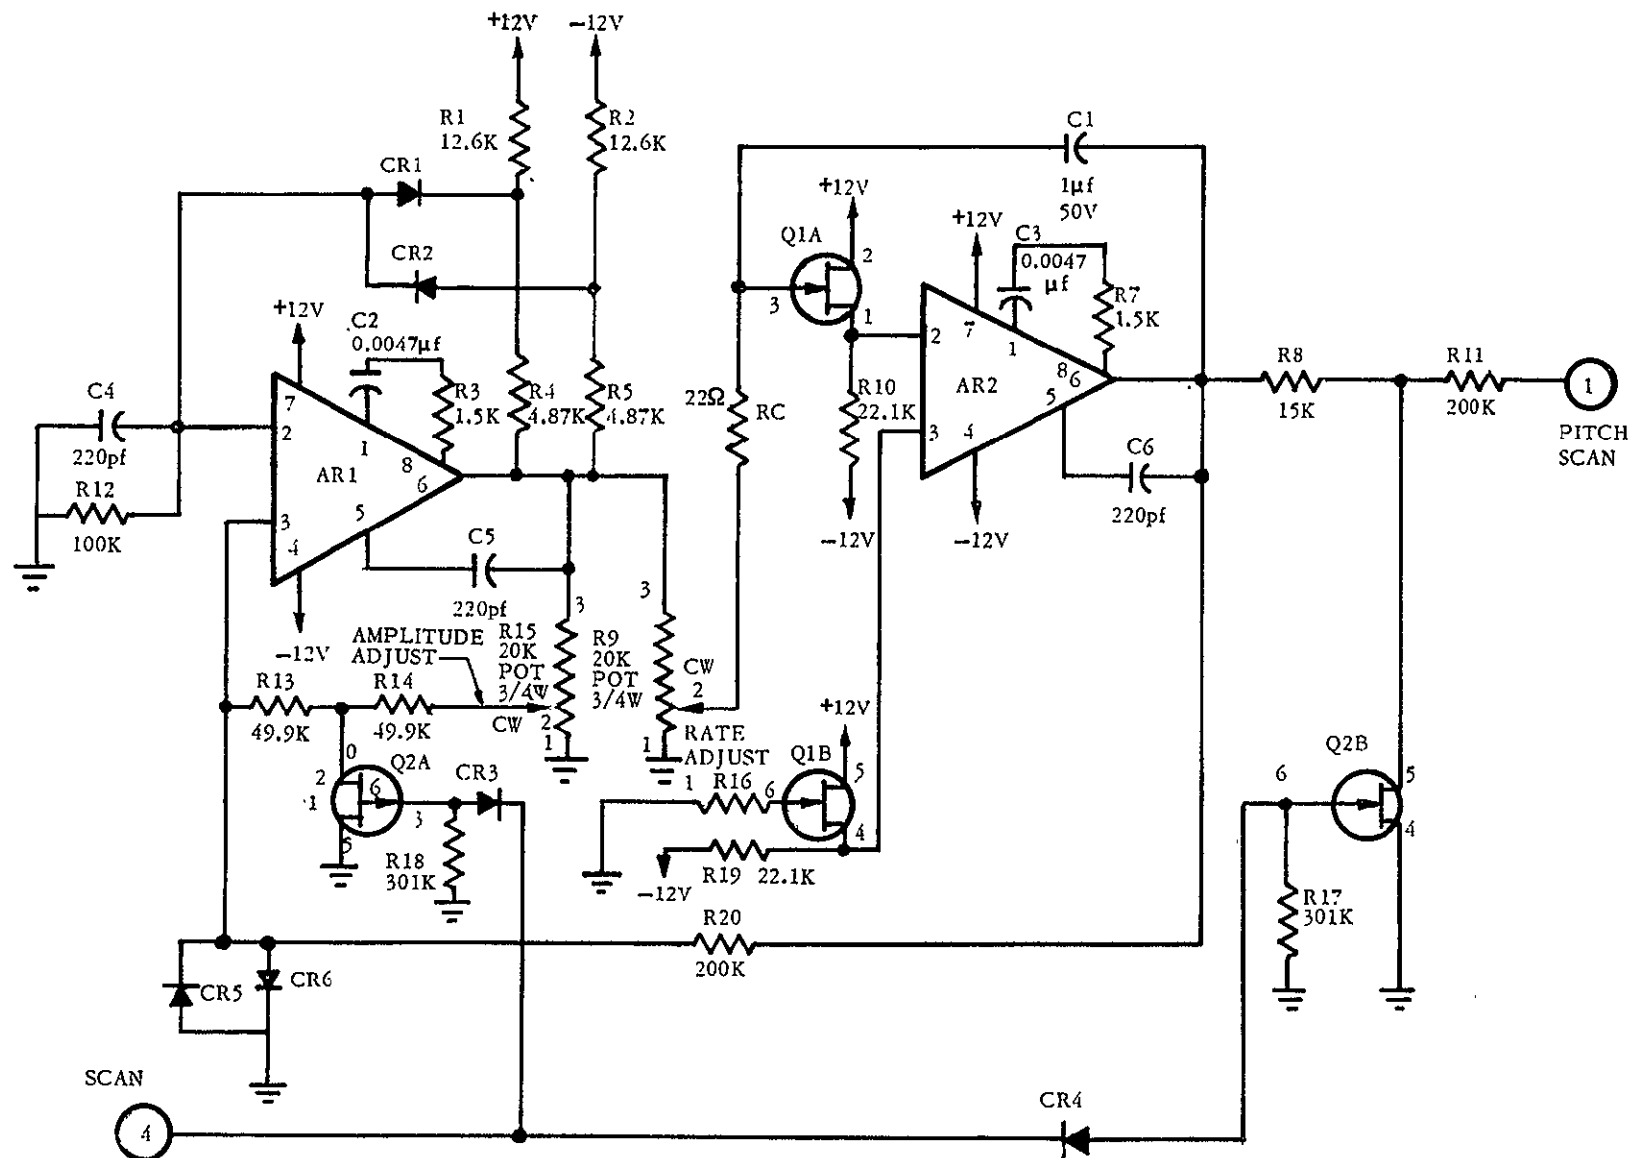 +12V
-12V
R1
12.6K
R2
12.6K
CR1
CR2
C1
1µf
50V
+12V
Q1A
2
3
1
+12V
C3
0.0047
µf
R7
1.5K
2
7
1
8
6
AR2
5
3
4
-12V
R10
22.1K
-12V
C6
220pf
R8
15K
R11
200K
1
PITCH
SCAN
+12V
C2
0.0047µf
R3
1.5K
R4
4.87K
R5
4.87K
22Ω
RC
C4
220pf
R12
100K
7
2
1
8
AR1
6
3
5
4
-12V
C5
220pf
3
3
AMPLITUDE
ADJUST
R15
20K
POT
3/4W
R9
20K
POT
3/4W
CW
2
R13
49.9K
R14
49.9K
CW
2
1
1
RATE
ADJUST
+12V
Q1B
0
2
Q2A
6
1
3
5
CR3
R18
301K
1
R16
6
5
4
-12V
R19
22.1K
Q2B
6
5
4
R17
301K
R20
200K
CR5
CR6
SCAN
4
CR4